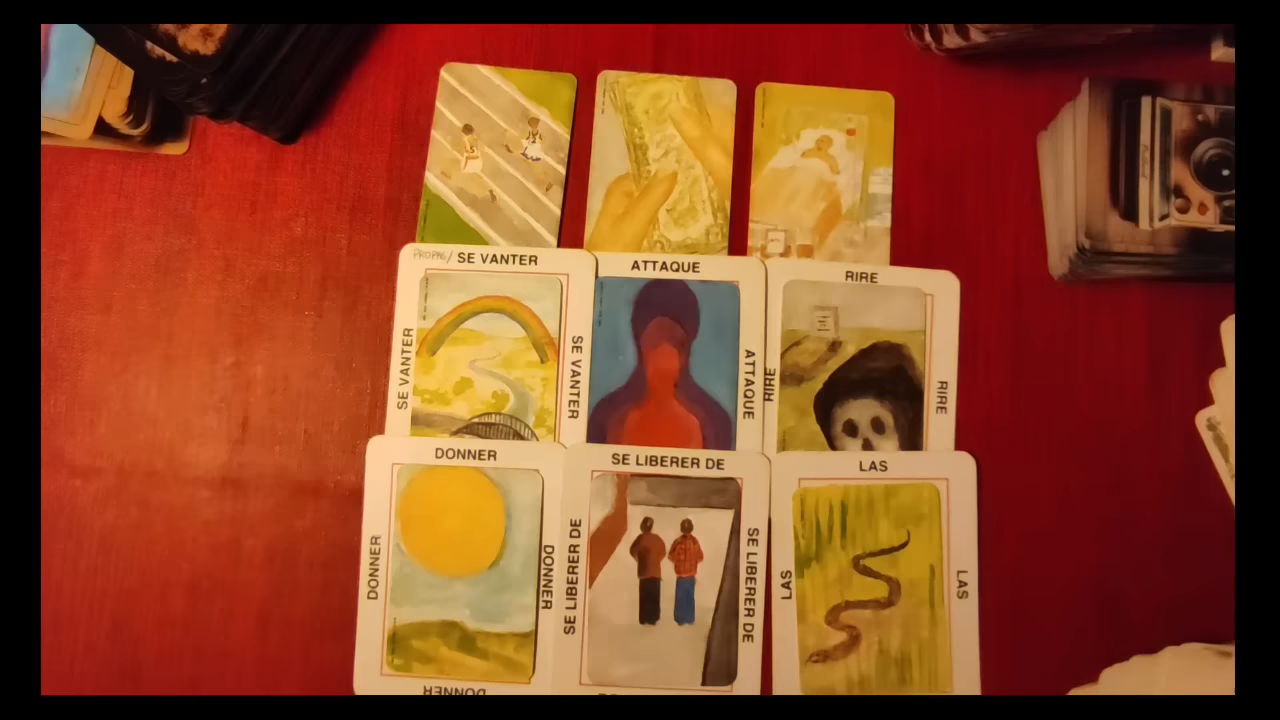 / SE VANTER
SE VANTER
SE VANTER
ATTAQUE
ATTAQUE
RIRE
RIRE
RIRE
DONNER
DONNER
DONNER
DONNER
SE LIBERER DE
SE LIBERER DE
SE LIBERER DE
LAS
LAS
LAS